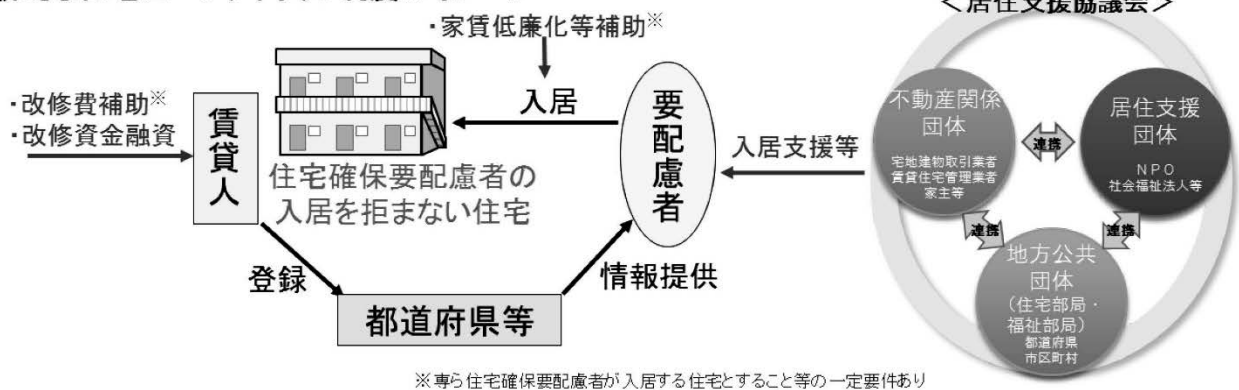 <居住支援協議会>
・家賃低廉化等補助※
・改修費補助※
・改修資金融資
賃貸人
入居
要配慮者
住宅確保要配慮者の
入居を拒まない住宅
登録
都道府県等
情報提供
入居支援等
不動産関係
団体
宅地建物取引業者
賃貸住宅管理業者
家主等
連携
居住支援
団体
NPO
社会福祉法人等
連携
連携
地方公共
団体
(住宅部局・
福祉部局)
都道府県
市区町村
※専ら住宅確保要配慮者が入居する住宅とすること等の一定要件あり